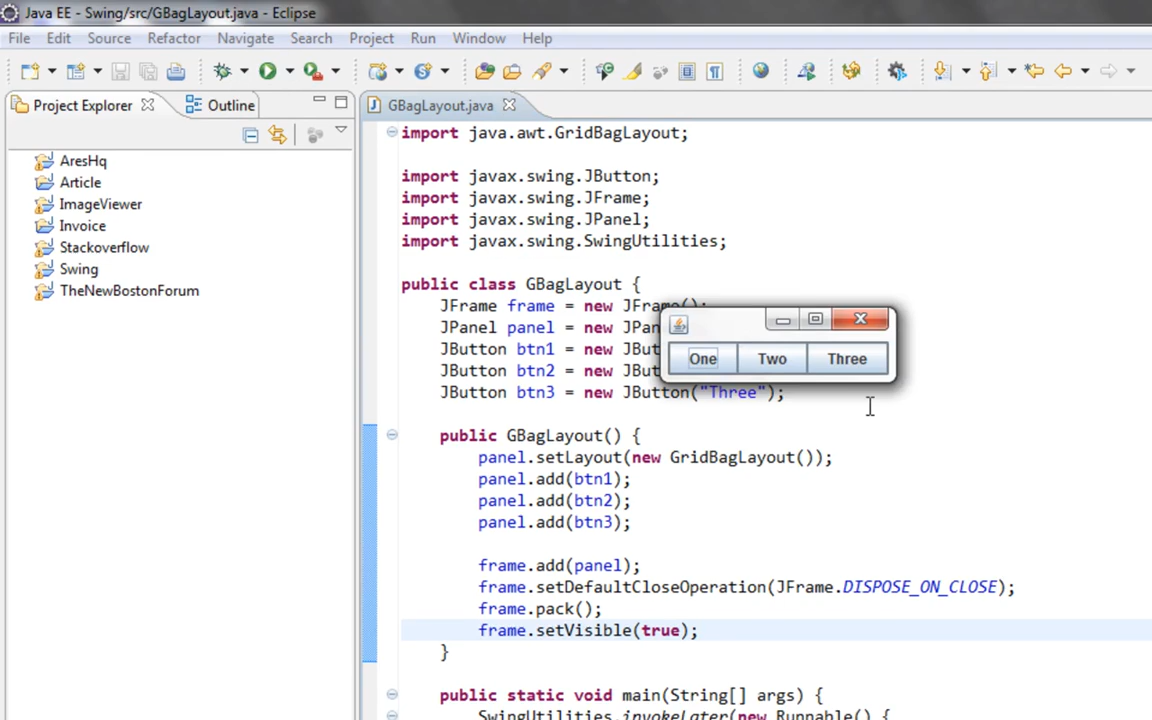 Java EE - Swing/src/GBagLayout.java - Eclipse
File Edit Source Refactor Navigate Search Project Run Window Help
Project Explorer Outline GBagLayout.java
AresHq
Article
ImageViewer
Invoice
Stackoverflow
Swing
TheNewBostonForum
import java.awt.GridBagLayout;
import javax.swing.JButton;
import javax.swing.JFrame;
import javax.swing.JPanel;
import javax.swing.SwingUtilities;
public class GBagLayout {
JFrame frame = new JFrame();
JPanel panel = new JPan
JButton btn1 = new JBut
JButton btn2 = new JBut
JButton btn3 = new JButton("Three");
One Two Three
public GBagLayout() {
panel.setLayout(new GridBagLayout());
panel.add(btn1);
panel.add(btn2);
panel.add(btn3);
frame.add(panel);
frame.setDefaultCloseOperation(JFrame.DISPOSE_ON_CLOSE);
frame.pack();
frame.setVisible(true);
}
public static void main(String[] args) {
SwingUtilities.invokeLater(new Runnable() {